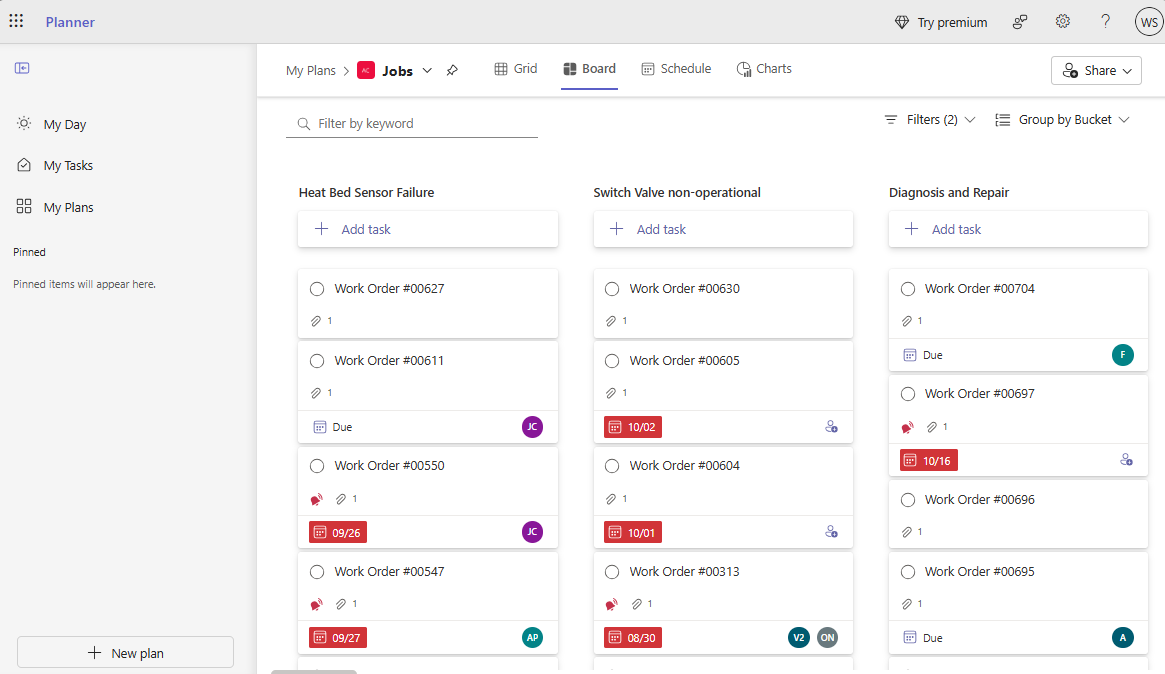 Planner
Try premium
?
WS
My Plans
AC
Jobs
Grid
Board
Schedule
Charts
Share
My Day
My Tasks
My Plans
Pinned
Pinned items will appear here.
New plan
Filter by keyword
Filters (2)
Group by Bucket
Heat Bed Sensor Failure
Add task
Work Order #00627
1
Work Order #00611
1
Due
JC
Work Order #00550
1
09/26
JC
Work Order #00547
1
09/27
AP
Switch Valve non-operational
Add task
Work Order #00630
1
Work Order #00605
1
10/02
Work Order #00604
1
10/01
Work Order #00313
1
08/30
V2
ON
Diagnosis and Repair
Add task
Work Order #00704
1
Due
F
Work Order #00697
1
10/16
Work Order #00696
1
Work Order #00695
1
Due
A